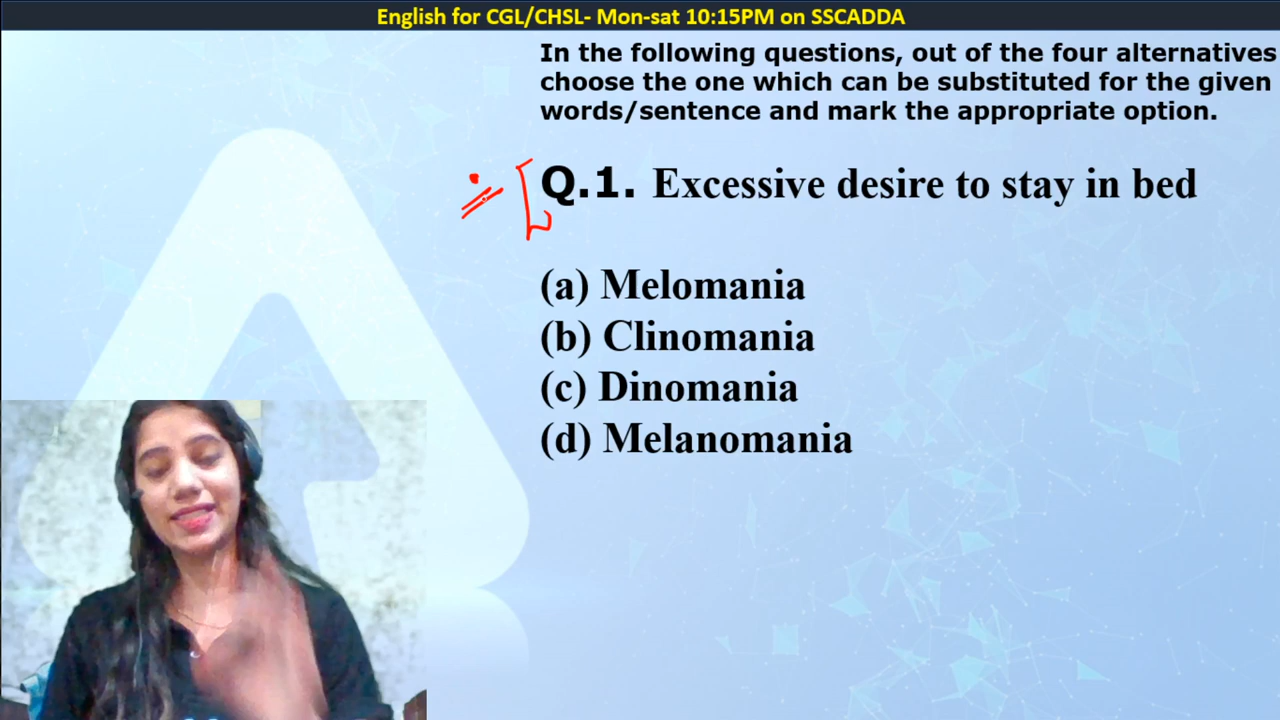 English for CGL/CHSL- Mon-sat 10:15PM on SSCADDA
In the following questions, out of the four alternatives
choose the one which can be substituted for the given
words/sentence and mark the appropriate option.
Q.1. Excessive desire to stay in bed
(a) Melomania
(b) Clinomania
(c) Dinomania
(d) Melanomania